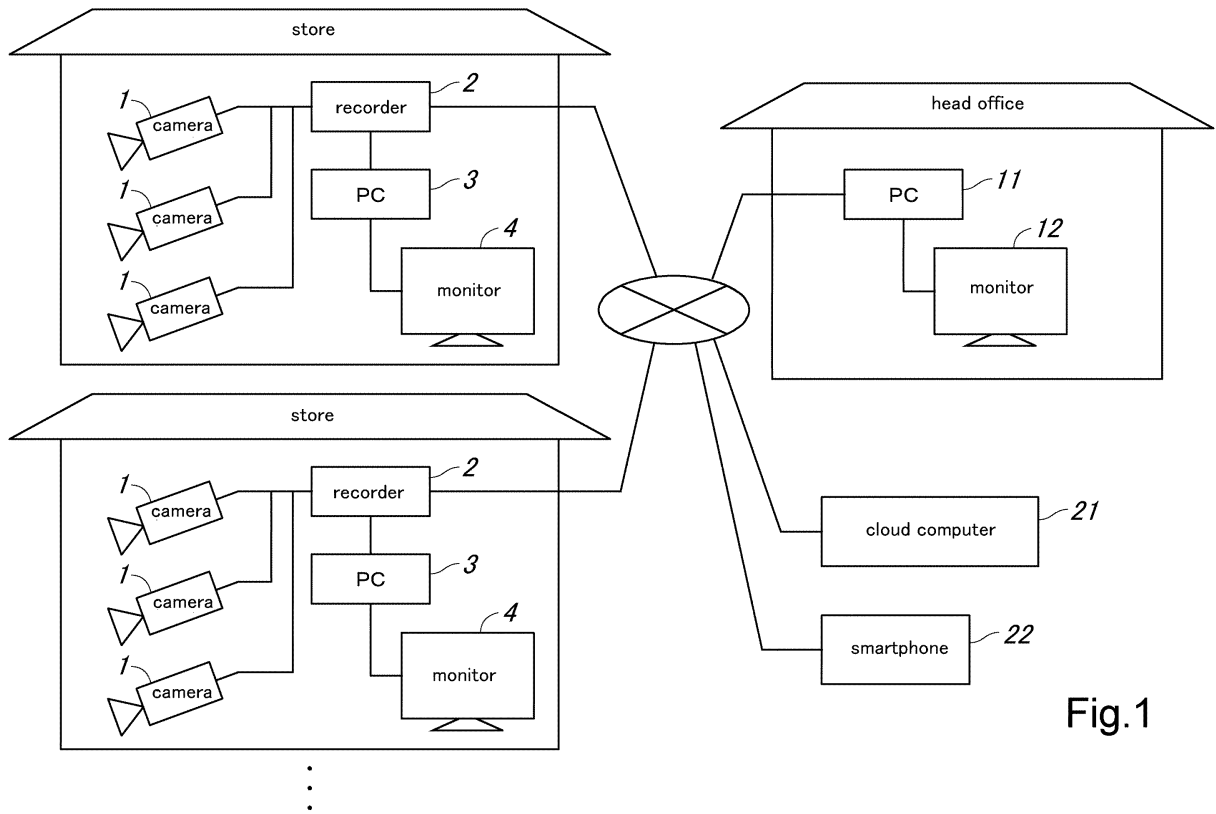 store
1
camera
2
recorder
1
camera
3
PC
1
camera
4
monitor
head office
11
PC
12
monitor
store
1
camera
2
recorder
1
camera
3
PC
1
camera
4
monitor
cloud computer
21
smartphone
22
Fig.1